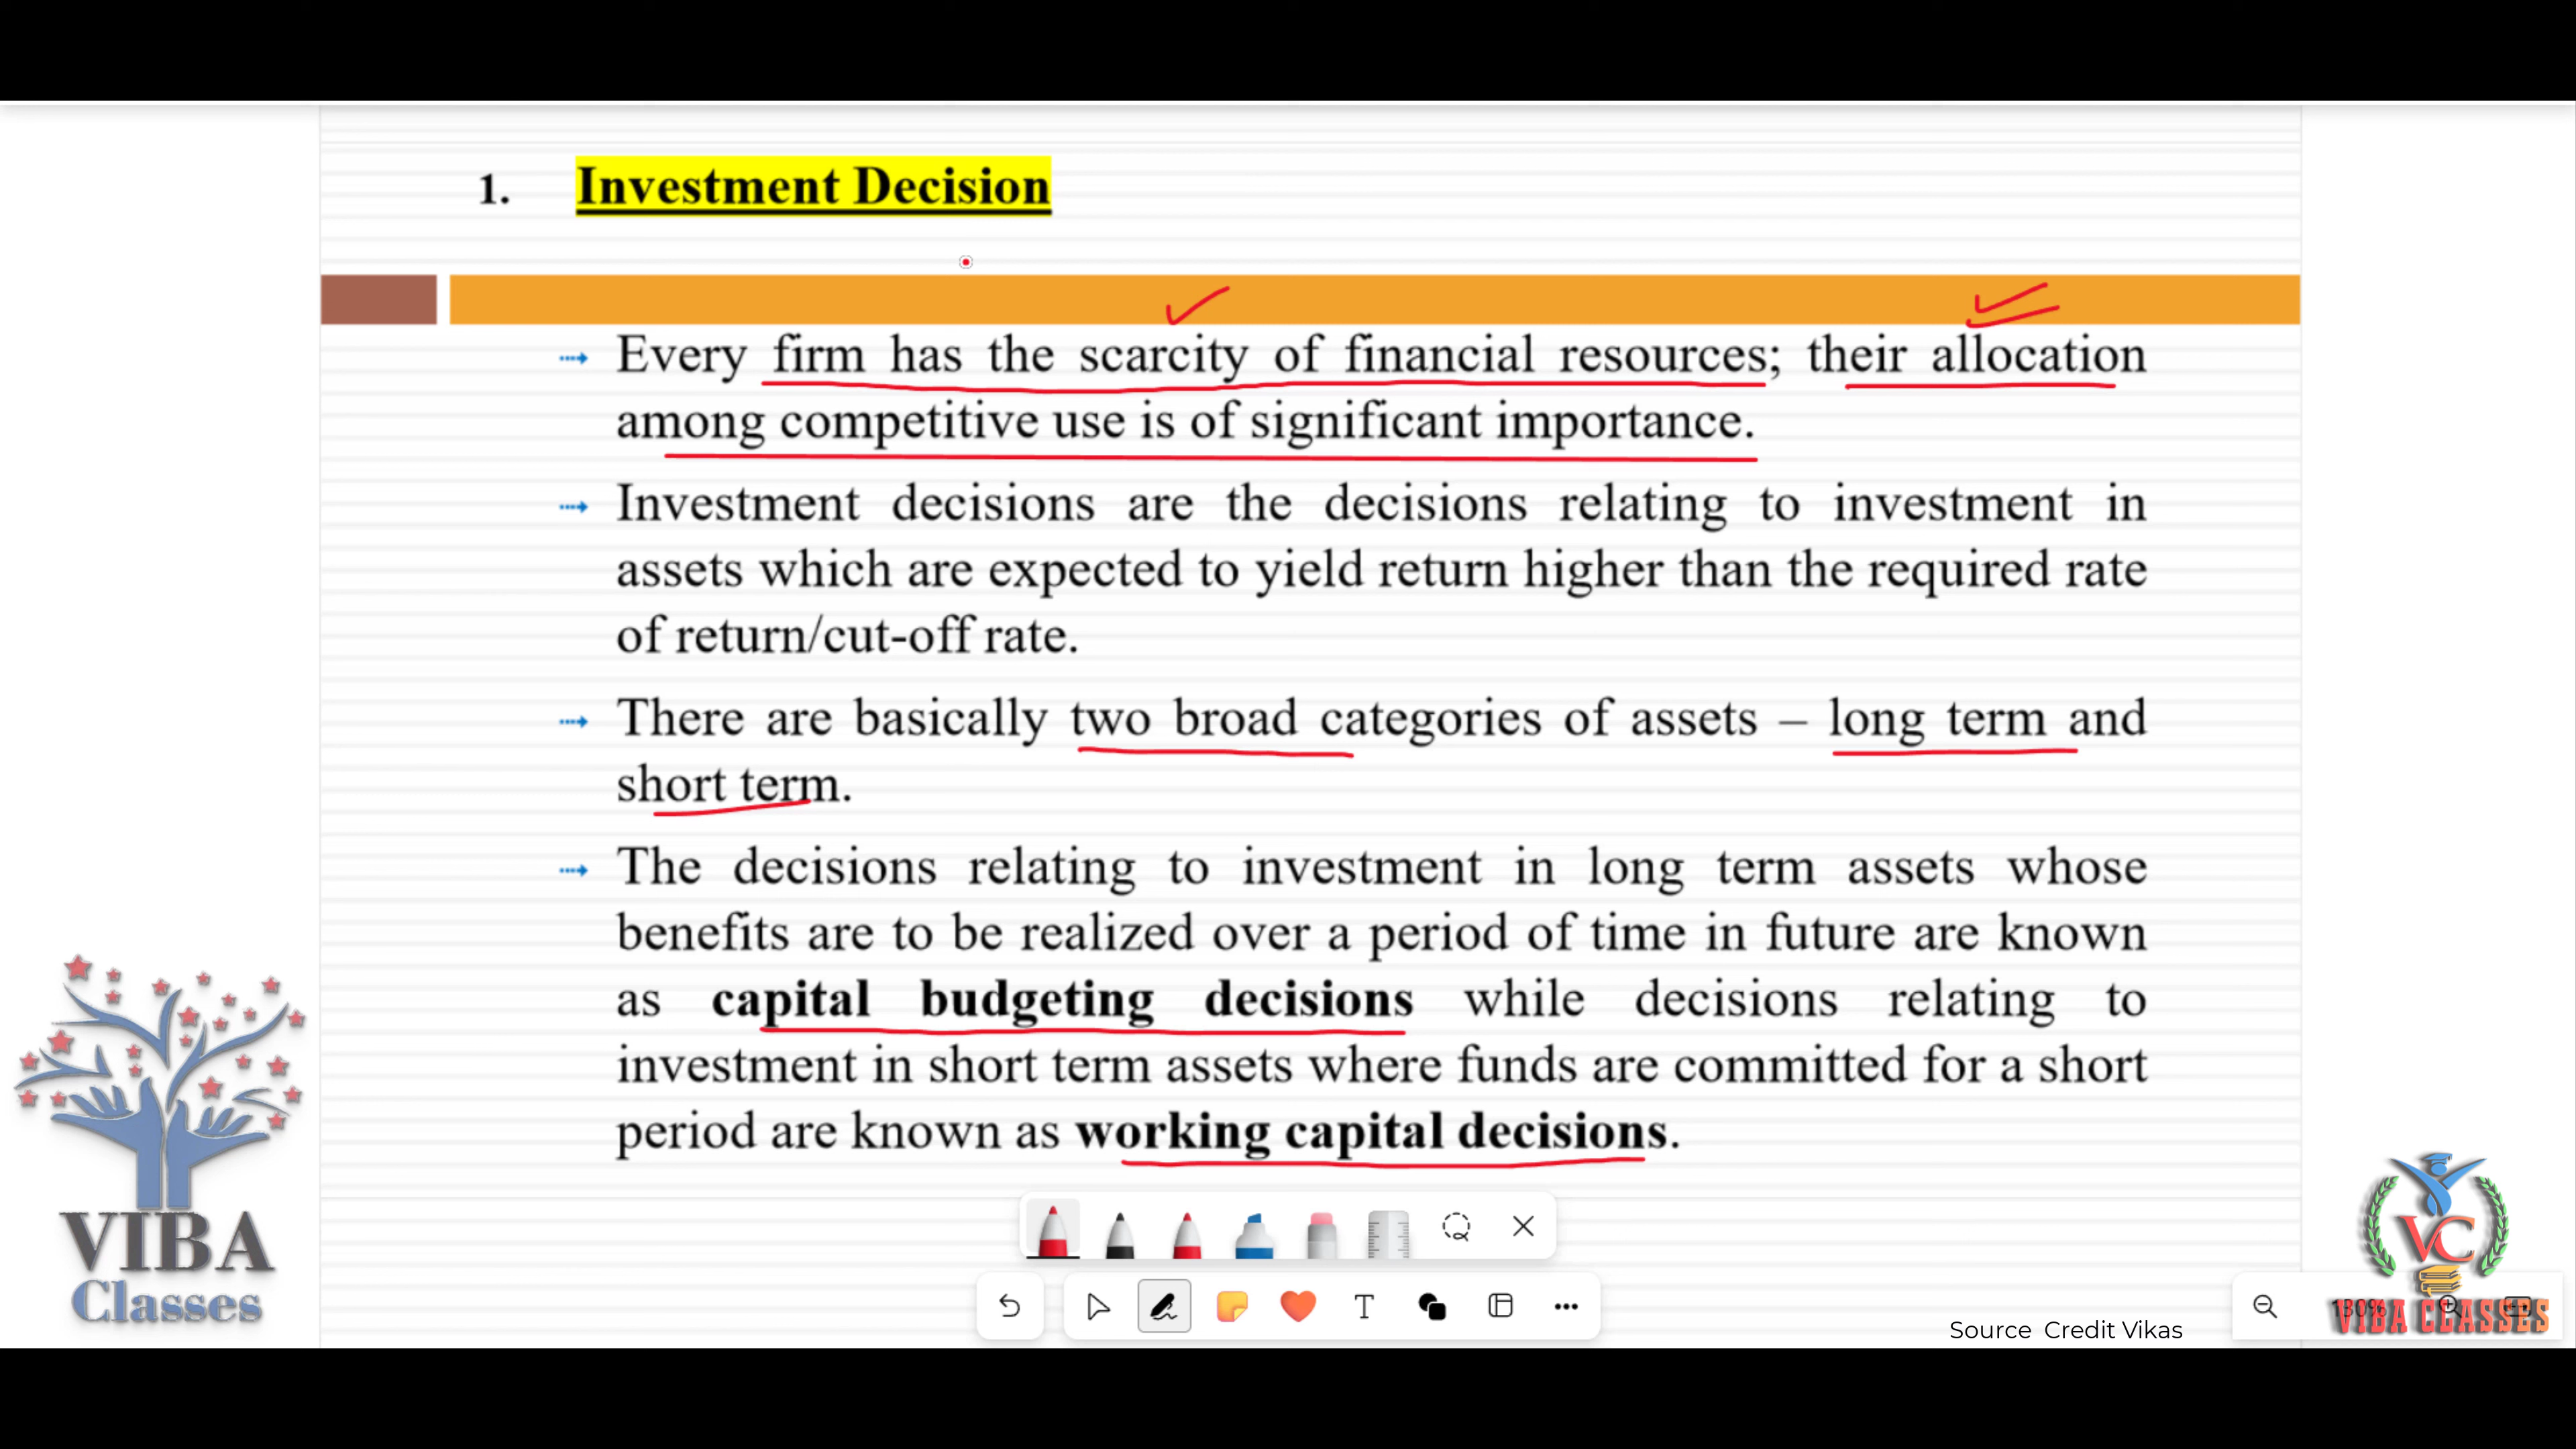 1. Investment Decision
Every firm has the scarcity of financial resources; their allocation
among competitive use is of significant importance.
Investment decisions are the decisions relating to investment in
assets which are expected to yield return higher than the required rate
of return/cut-off rate.
There are basically two broad categories of assets – long term and
short term.
The decisions relating to investment in long term assets whose
benefits are to be realized over a period of time in future are known
as capital budgeting decisions while decisions relating to
investment in short term assets where funds are committed for a short
period are known as working capital decisions.
VIBA
Classes
T
Source Credit Vikas
VC
130%
VIBA CLASSES